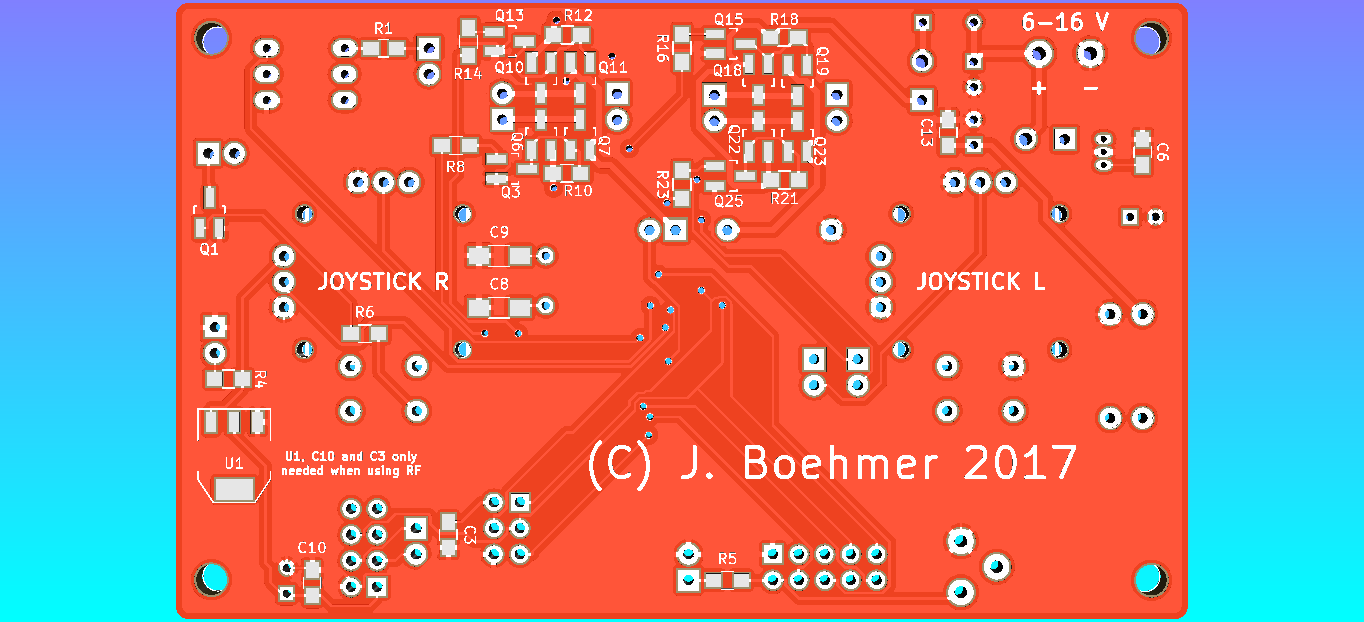 Q13
R12
Q15
R18
6-16 V
R1
R16
R14
Q10
Q11
Q18
Q19
+ -
C13
Q6
Q7
Q22
Q23
C6
R8
Q3
R10
R23
Q25
R21
Q1
C9
JOYSTICK R
C8
JOYSTICK L
R6
R4
U1
U1, C10 and C3 only
needed when using RF
(C) J. Boehmer 2017
C3
C10
R5